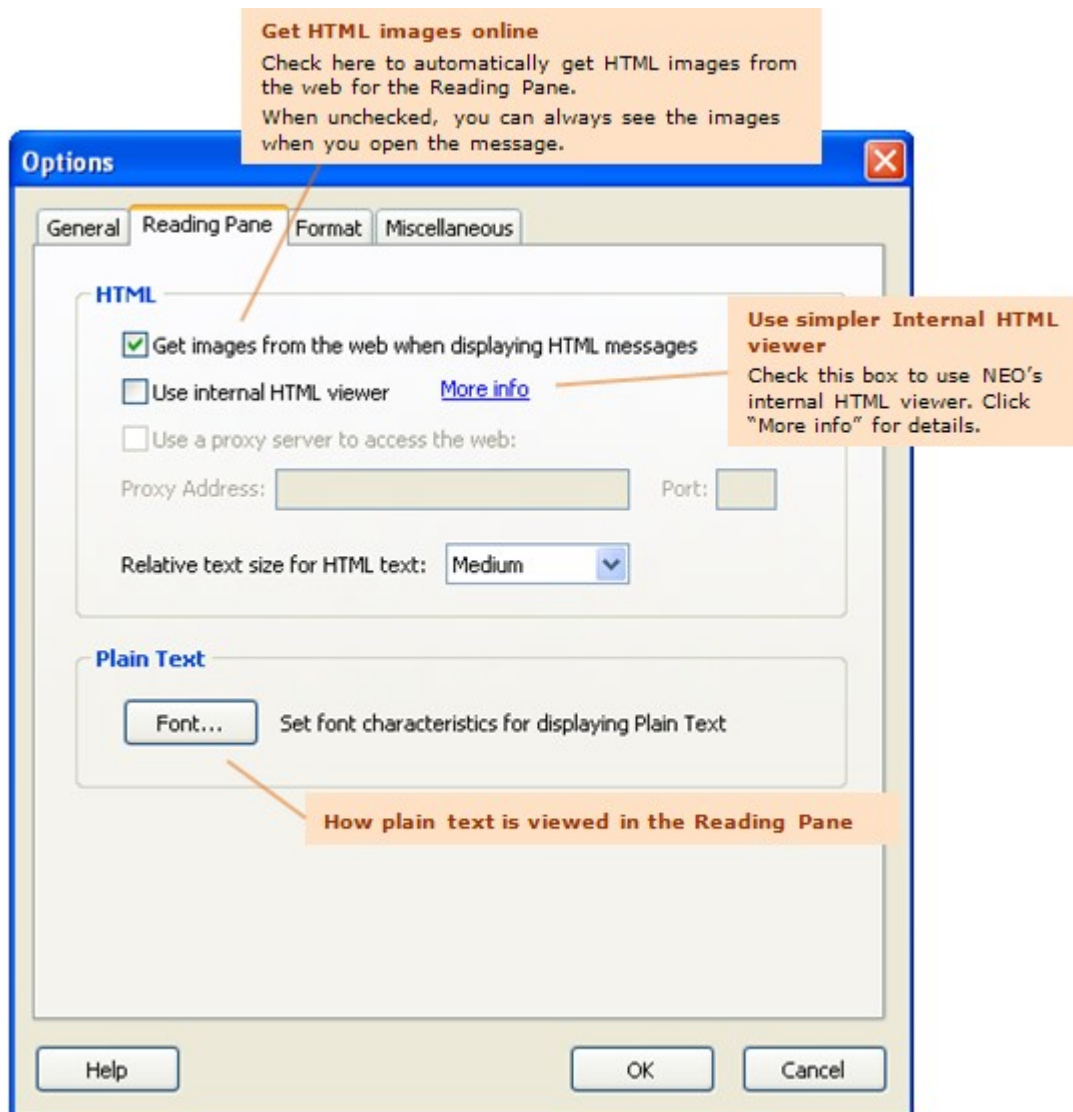 Get HTML images online
Check here to automatically get HTML images from
the web for the Reading Pane.
When unchecked, you can always see the images
when you open the message.
Options
General
Reading Pane
Format
Miscellaneous
HTML
Get images from the web when displaying HTML messages
Use internal HTML viewer
More info
Use simpler Internal HTML
viewer
Check this box to use NEO's
internal HTML viewer. Click
"More info" for details.
Use a proxy server to access the web:
Proxy Address:
Port:
Relative text size for HTML text:
Medium
Plain Text
Font...
Set font characteristics for displaying Plain Text
How plain text is viewed in the Reading Pane
Help
OK
Cancel